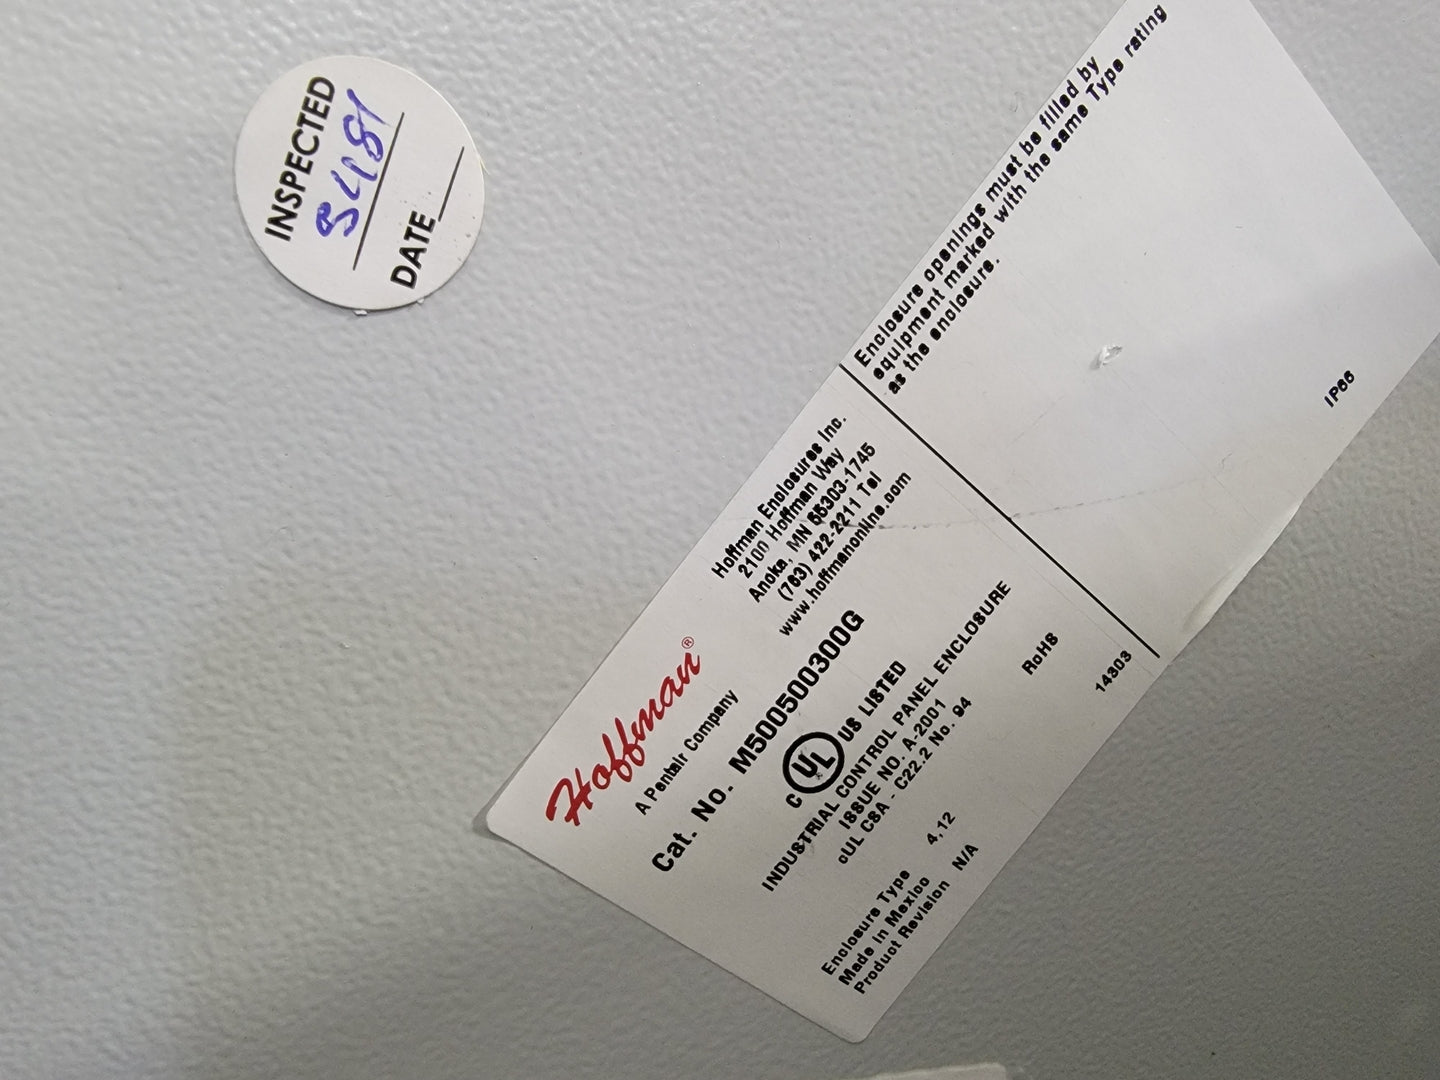 INSPECTED
S481
DATE
Hoffman®
A Pentair Company
Hoffman Enclosures Inc.
2100 Hoffman Way
Anoka, MN 55303-1745
(763) 422-2211 Tel
www.hoffmanonline.com
Cat. No. M500500300G
C UL US LISTED
INDUSTRIAL CONTROL PANEL ENCLOSURE
ISSUE NO. A-2001
cUL CSA - C22.2 No. 94
RoHS
Enclosure Type 4,12
Made in Mexico
Product Revision N/A
14303
Enclosure openings must be filled by
equipment marked with the same Type rating
as the enclosure.
IP66